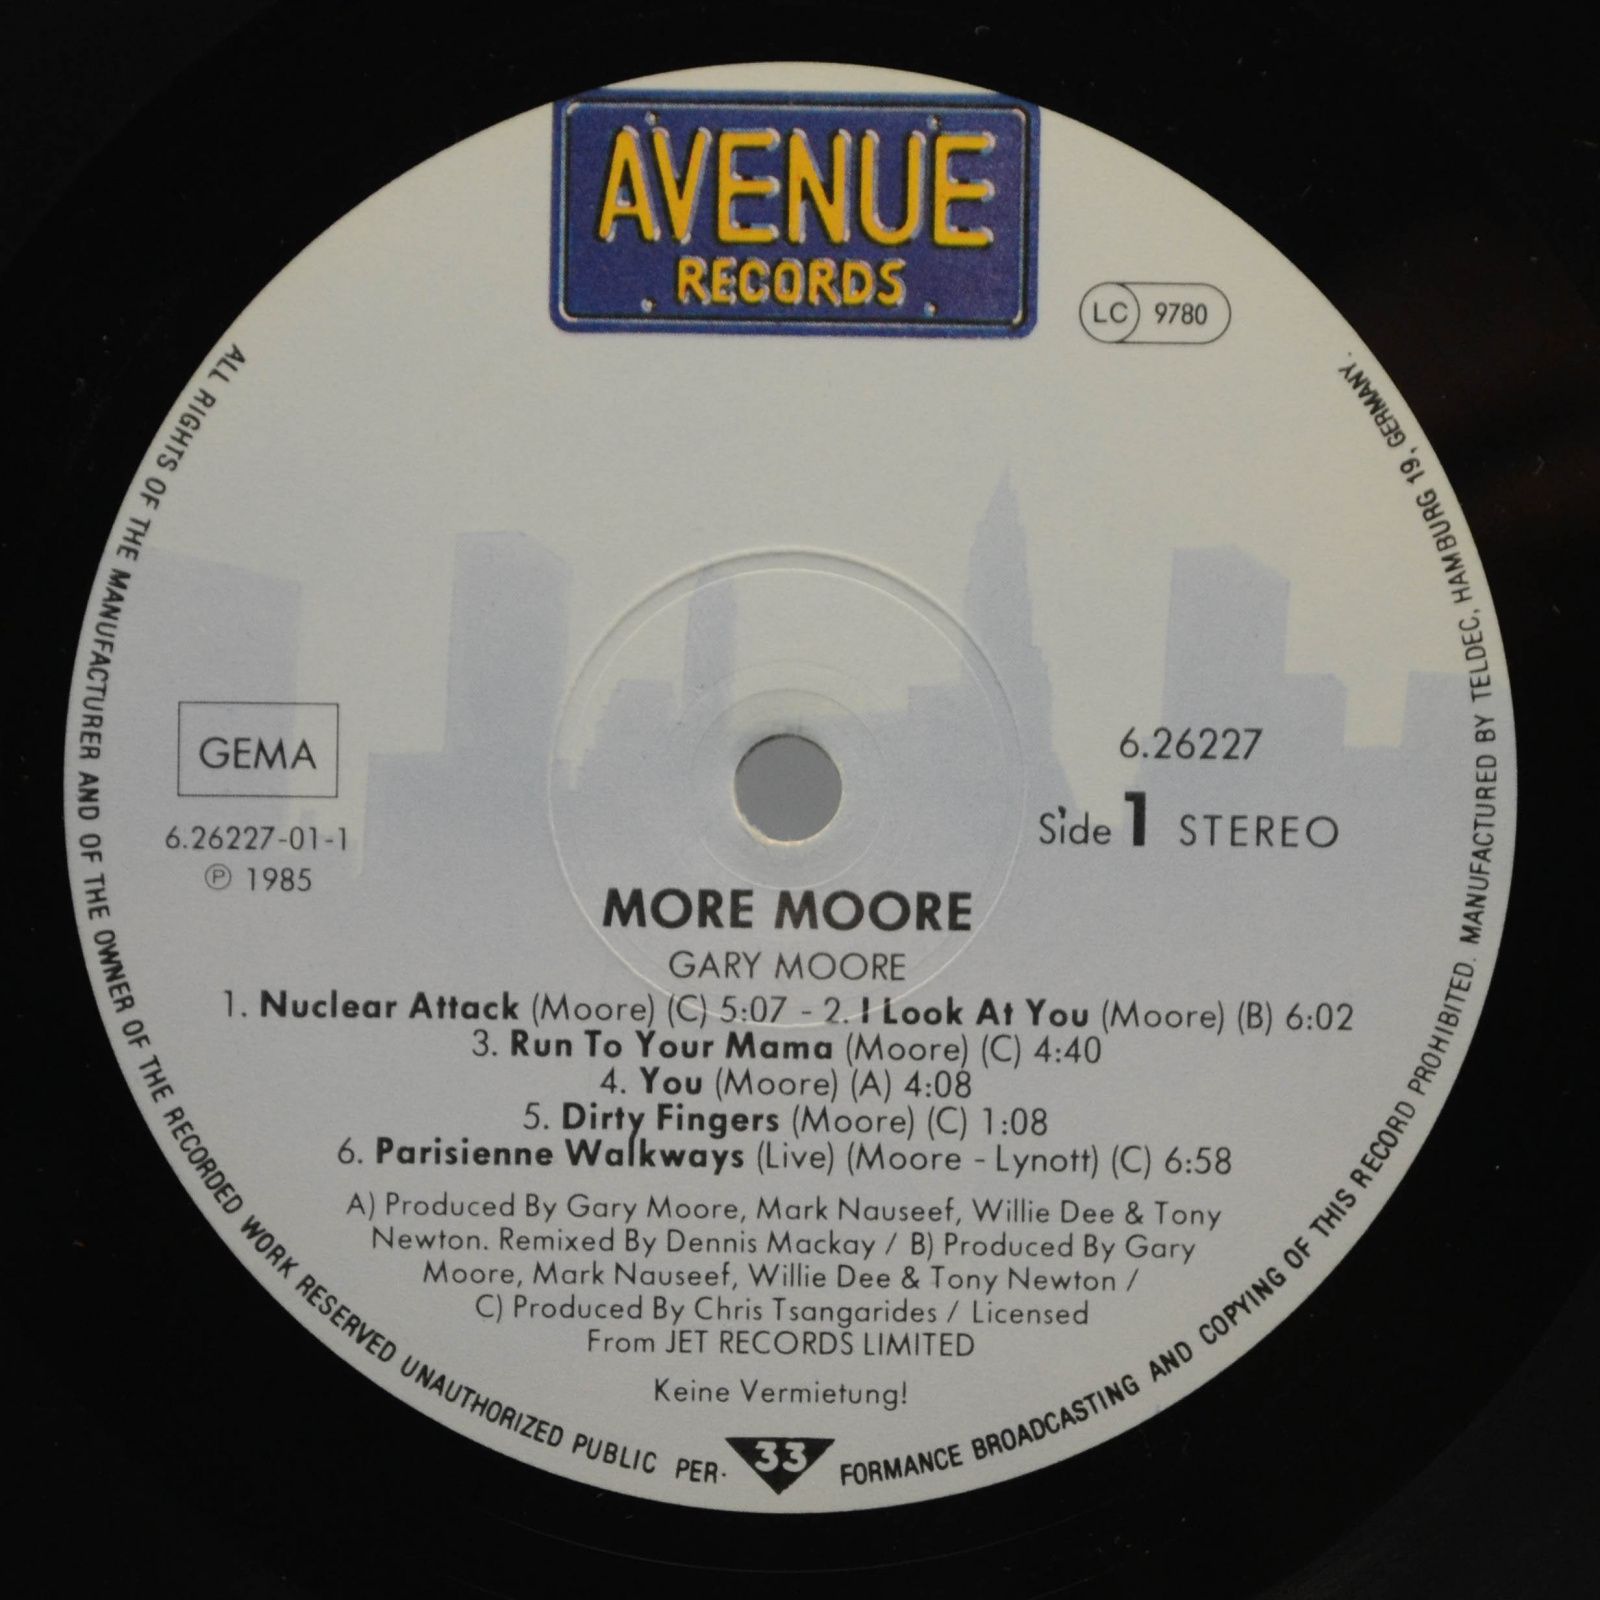 AVENUE
RECORDS
LC 9780
GEMA
6.26227-01-1
℗ 1985
6.26227
Side 1 STEREO
MORE MOORE
GARY MOORE
1. Nuclear Attack (Moore) (C) 5:07 - 2. I Look At You (Moore) (B) 6:02
3. Run To Your Mama (Moore) (C) 4:40
4. You (Moore) (A) 4:08
5. Dirty Fingers (Moore) (C) 1:08
6. Parisienne Walkways (Live) (Moore - Lynott) (C) 6:58
A) Produced By Gary Moore, Mark Nauseef, Willie Dee & Tony
Newton. Remixed By Dennis Mackay / B) Produced By Gary
Moore, Mark Nauseef, Willie Dee & Tony Newton /
C) Produced By Chris Tsangarides / Licensed
From JET RECORDS LIMITED
Keine Vermietung!
33
ALL RIGHTS OF THE MANUFACTURER AND OF THE OWNER OF THE RECORDED WORK RESERVED UNAUTHORIZED PUBLIC PER- FORMANCE BROADCASTING AND COPYING OF THIS RECORD PROHIBITED. MANUFACTURED BY TELDEC, HAMBURG 19, GERMANY.